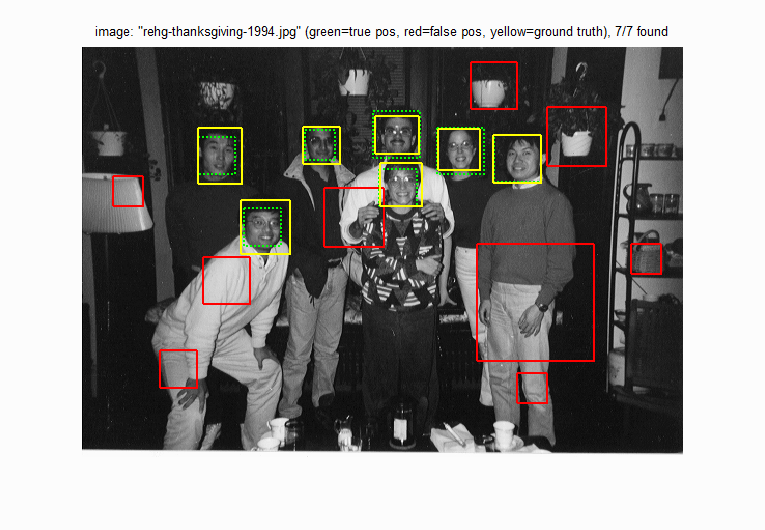 image: "rehg-thanksgiving-1994.jpg" (green=true pos, red=false pos, yellow=ground truth), 7/7 found